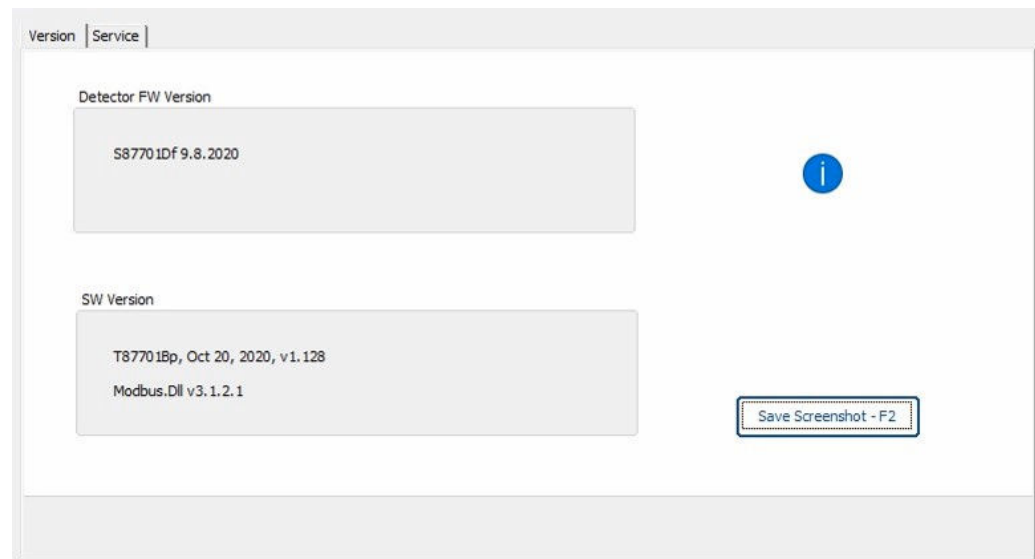 Version
Service
Detector FW Version
S87701Df 9.8.2020
i
SW Version
T87701Bp, Oct 20, 2020, v1.128
Modbus.Dll v3.1.2.1
Save Screenshot - F2